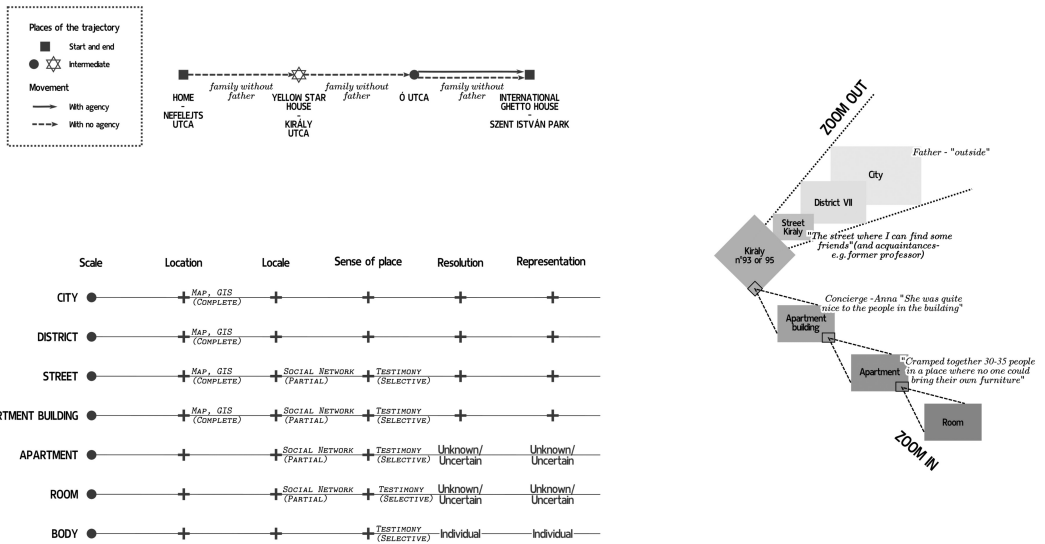 Places of the trajectory
Start and end
Intermediate
Movement
With agency
With no agency
family without
father
family without
father
family without
father
HOME
-
NEFELEJTS
UTCA
YELLOW STAR
HOUSE
-
KIRÁLY
UTCA
Ó UTCA
INTERNATIONAL
GHETTO HOUSE
-
SZENT ISTVÁN PARK
Scale
Location
Locale
Sense of place
Resolution
Representation
CITY
MAP, GIS
(COMPLETE)
DISTRICT
MAP, GIS
(COMPLETE)
STREET
MAP, GIS
(COMPLETE)
SOCIAL NETWORK
(PARTIAL)
TESTIMONY
(SELECTIVE)
RTMENT BUILDING
MAP, GIS
(COMPLETE)
SOCIAL NETWORK
(PARTIAL)
TESTIMONY
(SELECTIVE)
APARTMENT
SOCIAL NETWORK
(PARTIAL)
TESTIMONY
(SELECTIVE)
Unknown/
Uncertain
Unknown/
Uncertain
ROOM
SOCIAL NETWORK
(PARTIAL)
TESTIMONY
(SELECTIVE)
Unknown/
Uncertain
Unknown/
Uncertain
BODY
TESTIMONY
(SELECTIVE)
Individual
Individual
ZOOM OUT
Father - "outside"
City
District VII
Street
Kiraly
"The street where I can find some
friends"(and acquaintances-
e.g. former professor)
Kiraly
n°93 or 95
Concierge -Anna "She was quite
nice to the people in the building"
Apartment
building
"Cramped together 30-35 people
in a place where no one could
bring their own furniture"
Apartment
Room
ZOOM IN